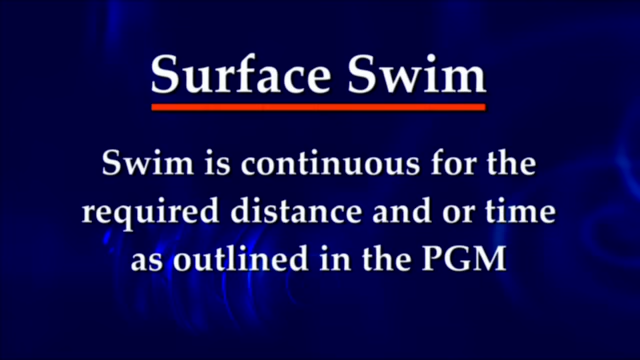 Surface Swim
Swim is continuous for the
required distance and or time
as outlined in the PGM